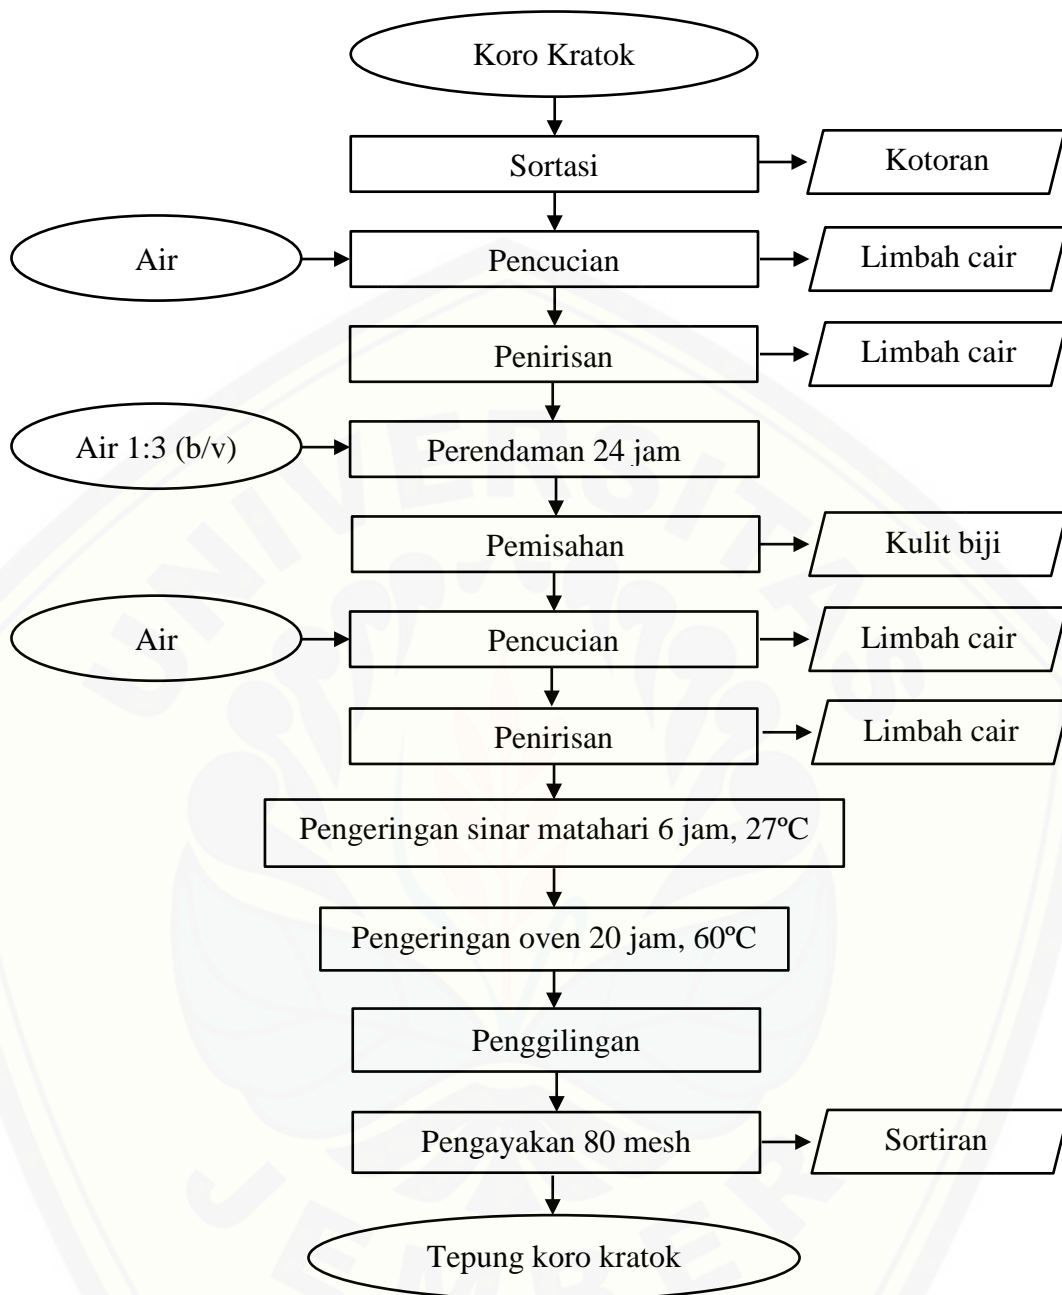 Koro Kratok
Sortasi
Kotoran
Air
Pencucian
Limbah cair
Penirisan
Limbah cair
Air 1:3 (b/v)
Perendaman 24 jam
Pemisahan
Kulit biji
Air
Pencucian
Limbah cair
Penirisan
Limbah cair
Pengeringan sinar matahari 6 jam, 27ºC
Pengeringan oven 20 jam, 60ºC
Penggilingan
Pengayakan 80 mesh
Sortiran
Tepung koro kratok
UNIVERSITAS
JEMBER